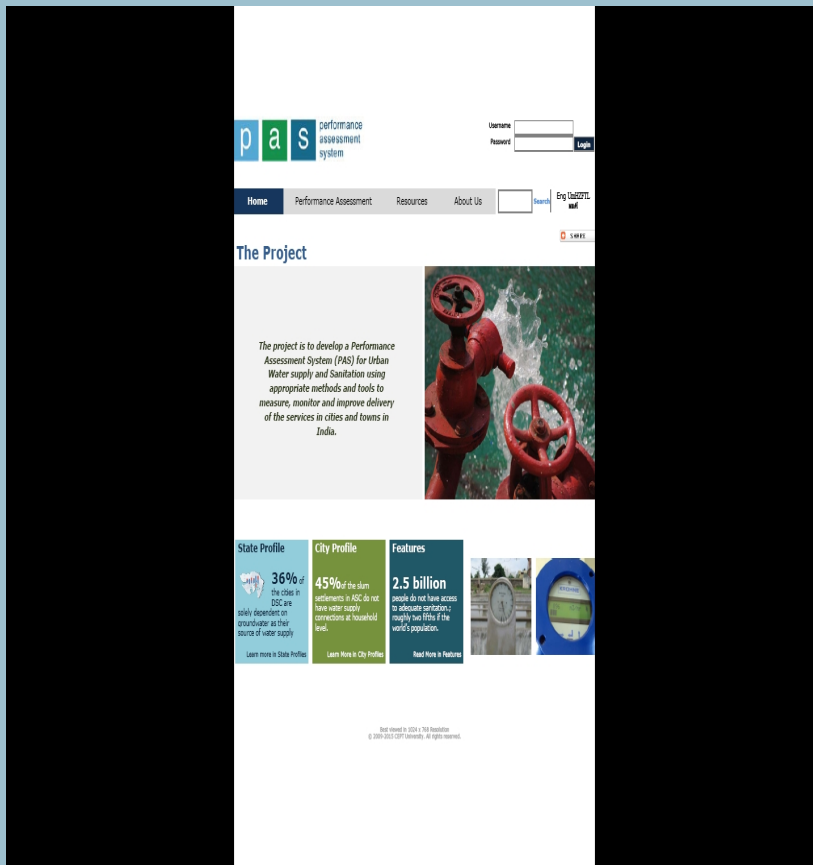 p a s
performance
assessment
system
Username
Password
Login
Home
Performance Assessment
Resources
About Us
Search
Eng
SHARE
The Project
The project is to develop a Performance
Assessment System (PAS) for Urban
Water supply and Sanitation using
appropriate methods and tools to
measure, monitor and improve delivery
of the services in cities and towns in
India.
State Profile
36% of
the cities in
DSC are
solely dependent on
groundwater as their
source of water supply
Learn more in State Profiles
City Profile
45% of the slum
settlements in ASC do not
have water supply
connections at household
level.
Learn More in City Profiles
Features
2.5 billion
people do not have access
to adequate sanitation.;
roughly two fifths if the
world's population.
Read More in Features
Best viewed in 1024 x 768 Resolution
© 2009-2015 CEPT University. All rights reserved.